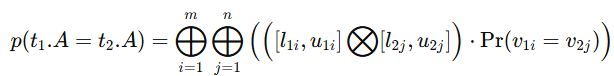 p(t₁.A = t₂.A) = ⨁_{i=1}^{m} ⨁_{j=1}^{n} (([l₁ᵢ, u₁ᵢ] ⨂ [l₂ⱼ, u₂ⱼ]) · Pr(v₁ᵢ = v₂ⱼ))